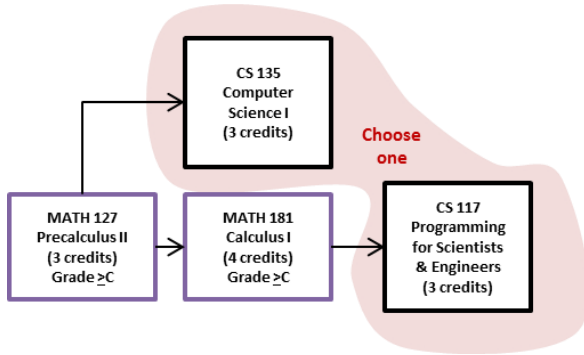 CS 135
Computer
Science I
(3 credits)
Choose
one
MATH 127
Precalculus II
(3 credits)
Grade ≥C
MATH 181
Calculus I
(4 credits)
Grade ≥C
CS 117
Programming
for Scientists
& Engineers
(3 credits)